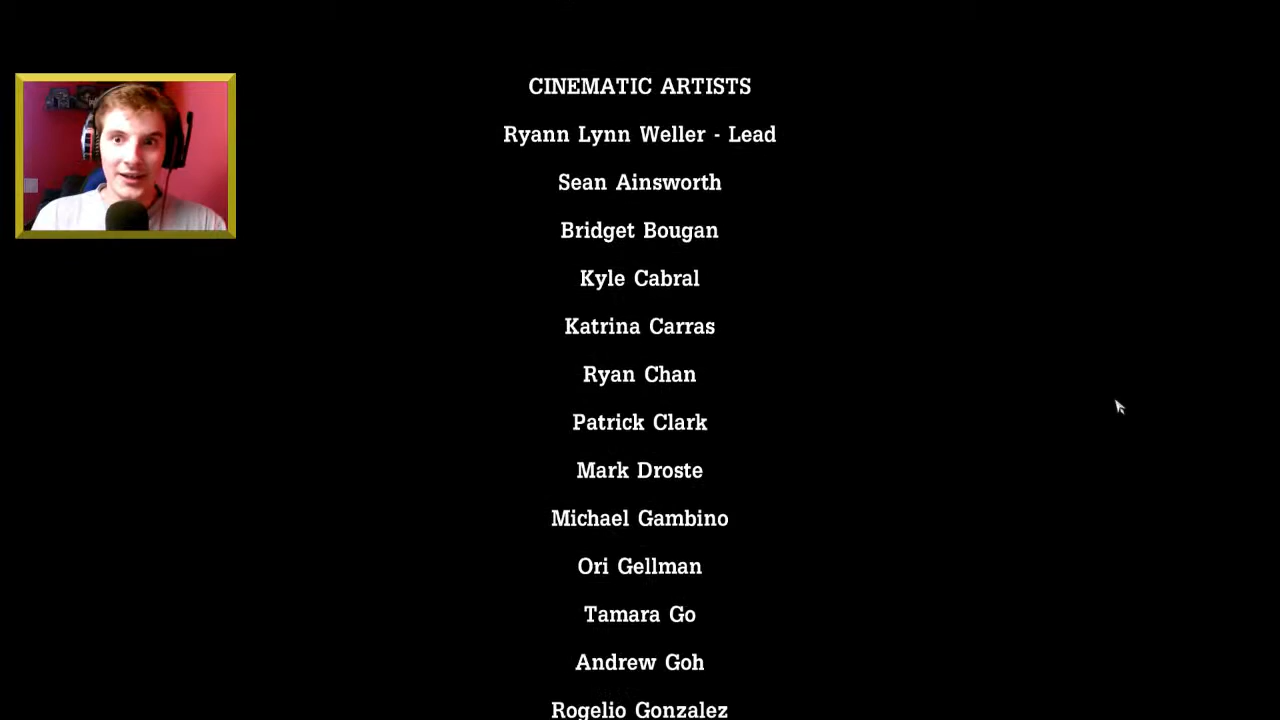 CINEMATIC ARTISTS
Ryann Lynn Weller - Lead
Sean Ainsworth
Bridget Bougan
Kyle Cabral
Katrina Carras
Ryan Chan
Patrick Clark
Mark Droste
Michael Gambino
Ori Gellman
Tamara Go
Andrew Goh
Rogelio Gonzalez